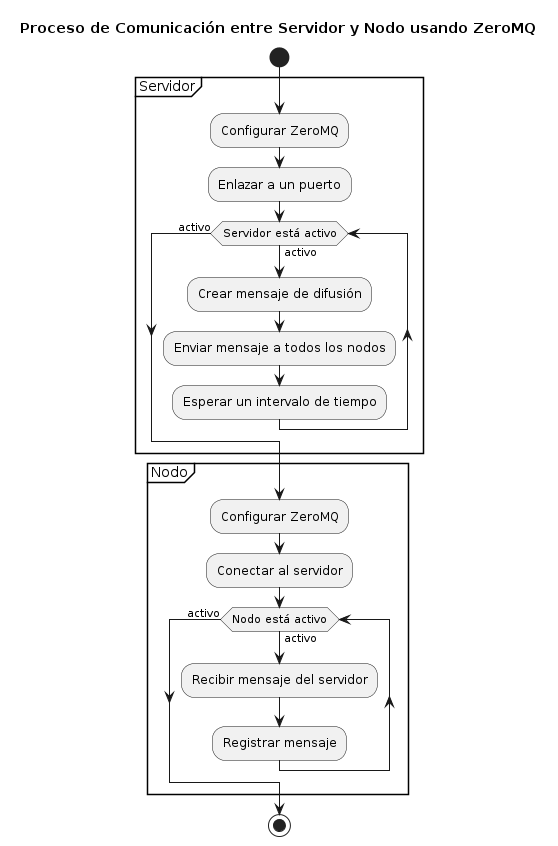 Proceso de Comunicación entre Servidor y Nodo usando ZeroMQ
Servidor
Configurar ZeroMQ
Enlazar a un puerto
activo
Servidor está activo
activo
Crear mensaje de difusión
Enviar mensaje a todos los nodos
Esperar un intervalo de tiempo
Nodo
Configurar ZeroMQ
Conectar al servidor
activo
Nodo está activo
activo
Recibir mensaje del servidor
Registrar mensaje